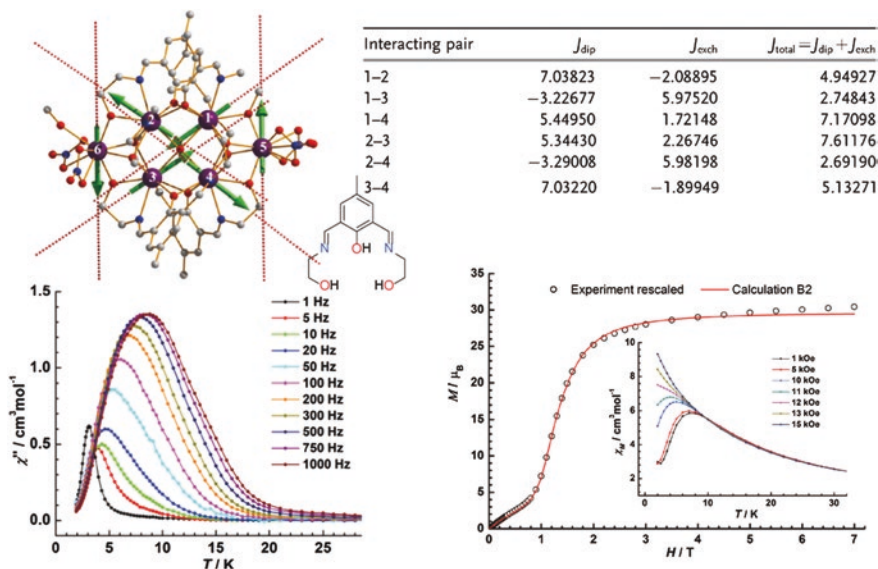 Interacting pair J_dip J_exch J_total=J_dip+J_exch
1–2 7.03823 −2.08895 4.94927
1–3 −3.22677 5.97520 2.74843
1–4 5.44950 1.72148 7.17098
2–3 5.34430 2.26746 7.61176
2–4 −3.29008 5.98198 2.69190
3–4 7.03220 −1.89949 5.13271
2 1
6 5
3 4
N OH N
OH HO
1.5
1.0
0.5
0.0
χ'' / cm³mol⁻¹
1 Hz
5 Hz
10 Hz
20 Hz
50 Hz
100 Hz
200 Hz
300 Hz
500 Hz
750 Hz
1000 Hz
5 10 15 20 25
T / K
35
30
25
20
15
10
5
0
M / μB
Experiment rescaled Calculation B2
10
8
6
4
2
χM / cm³mol⁻¹
1 kOe
5 kOe
10 kOe
11 kOe
12 kOe
13 kOe
15 kOe
0 10 20 30
T / K
0 1 2 3 4 5 6 7
H / T